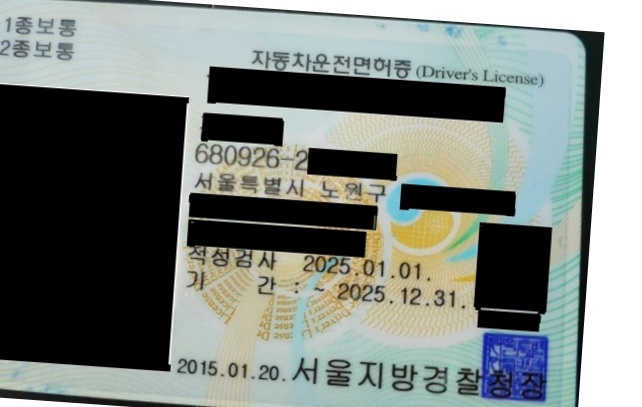 1종보통
2종보통
자동차운전면허증 (Driver's License)
680926-2
서울특별시 노원구
적성검사 2025.01.01.
기 간 : ~ 2025.12.31.
2015.01.20. 서울지방경찰청장